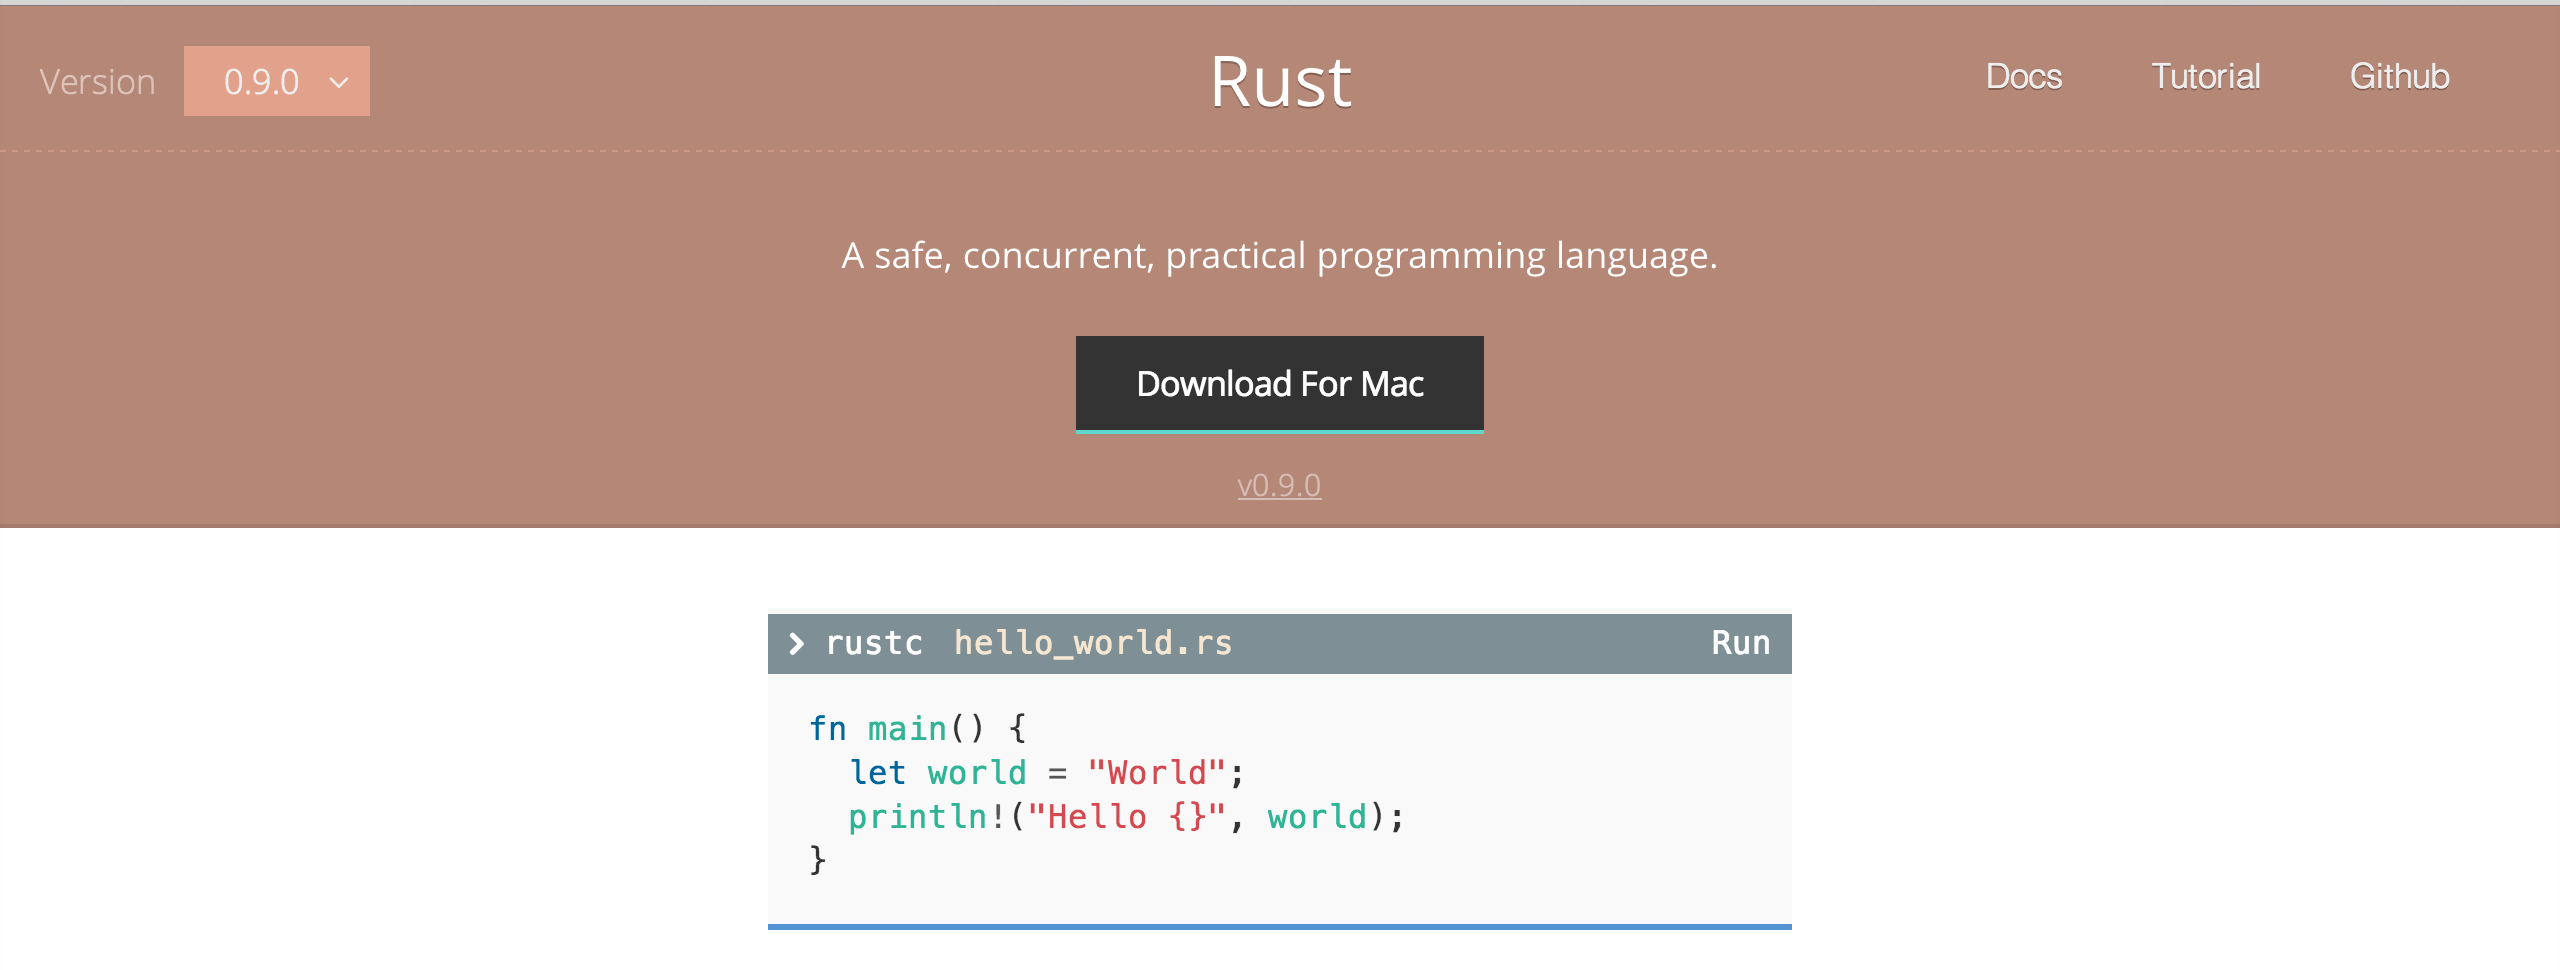 Version 0.9.0 Rust Docs Tutorial Github
A safe, concurrent, practical programming language.
Download For Mac
v0.9.0
rustc hello_world.rs Run
fn main() {
  let world = "World";
  println!("Hello {}", world);
}